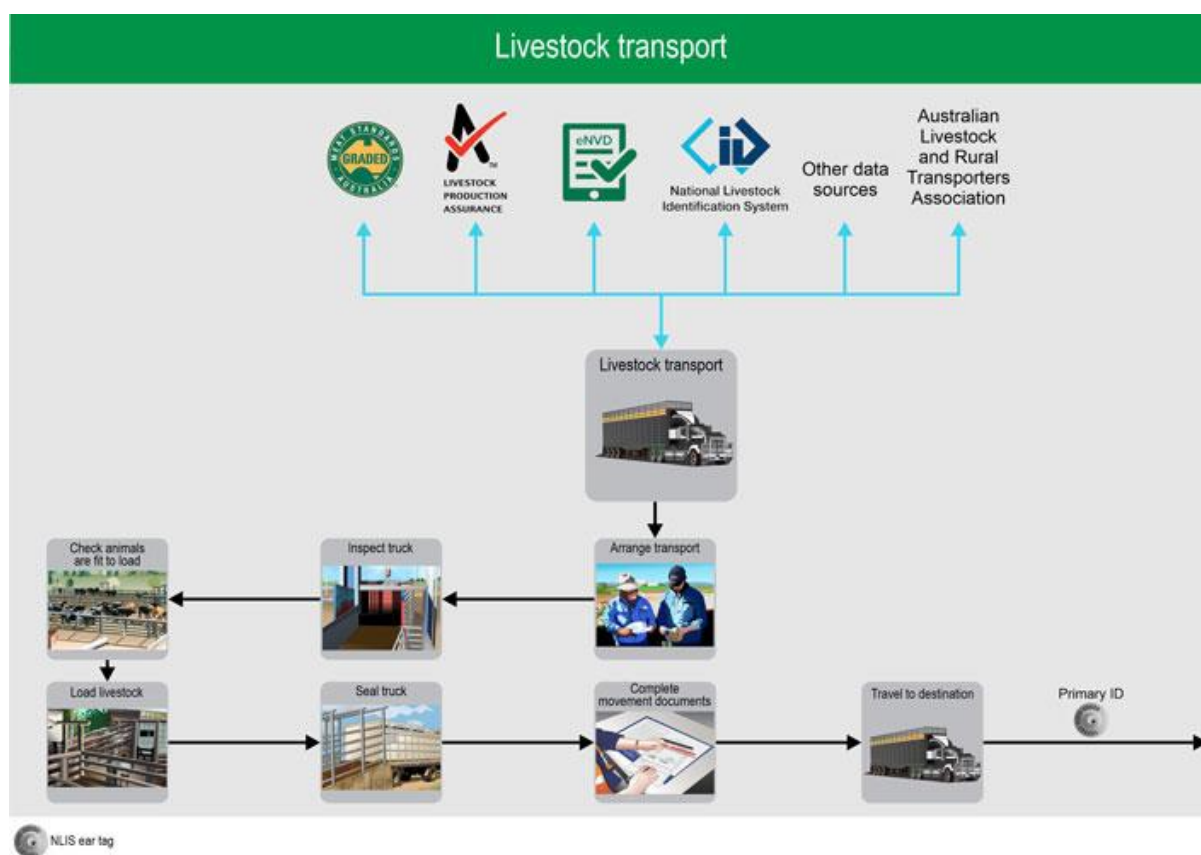 Livestock transport
MEAT STANDARDS
GRADED
AUSTRALIA
TM
LIVESTOCK
PRODUCTION
ASSURANCE
eNVD
iD
National Livestock
Identification System
Other data
sources
Australian
Livestock
and Rural
Transporters
Association
Livestock transport
Check animals
are fit to load
Inspect truck
Arrange transport
Load livestock
Seal truck
Complete
movement documents
Travel to destination
Primary ID
NLIS ear tag